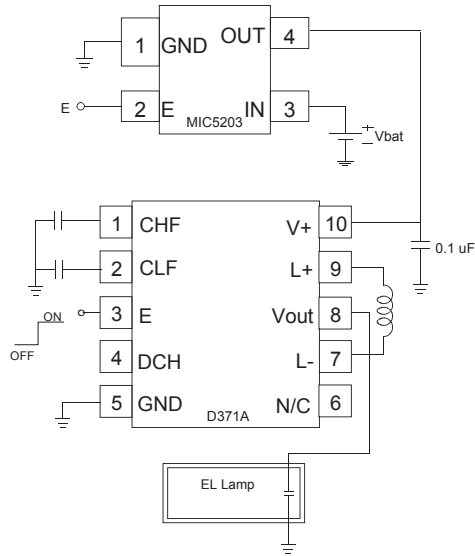 1 GND OUT 4
E 2 E IN 3
MIC5203
+
–
Vbat
1 CHF V+ 10
0.1 uF
2 CLF L+ 9
ON
OFF
3 E Vout 8
4 DCH L- 7
5 GND N/C 6
D371A
EL Lamp